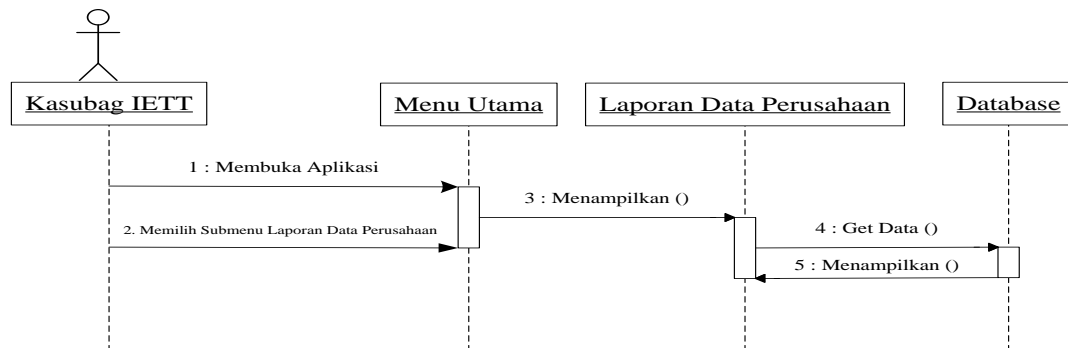 Kasubag IETT
Menu Utama
Laporan Data Perusahaan
Database
1 : Membuka Aplikasi
3 : Menampilkan ()
2. Memilih Submenu Laporan Data Perusahaan
4 : Get Data ()
5 : Menampilkan ()